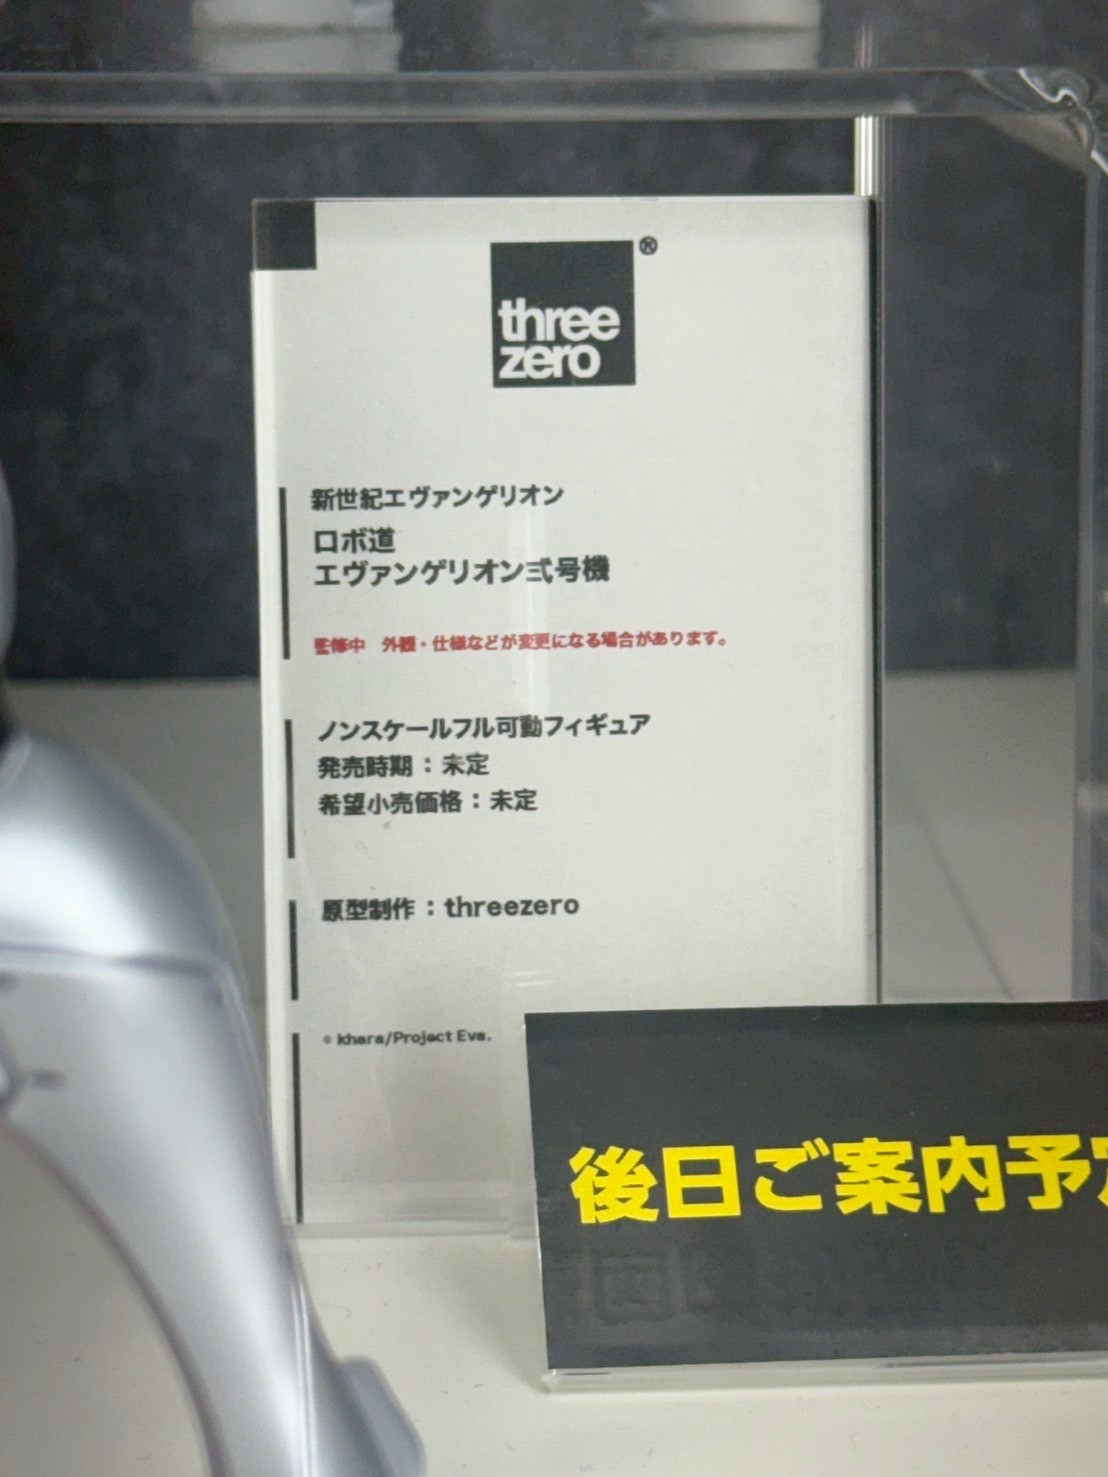 three
zero
®
新世紀エヴァンゲリオン
ロボ道
エヴァンゲリオン弐号機
監修中　外観・仕様などが変更になる場合があります。
ノンスケールフル可動フィギュア
発売時期：未定
希望小売価格：未定
原型制作：threezero
© khara/Project Eva.
後日ご案内予定